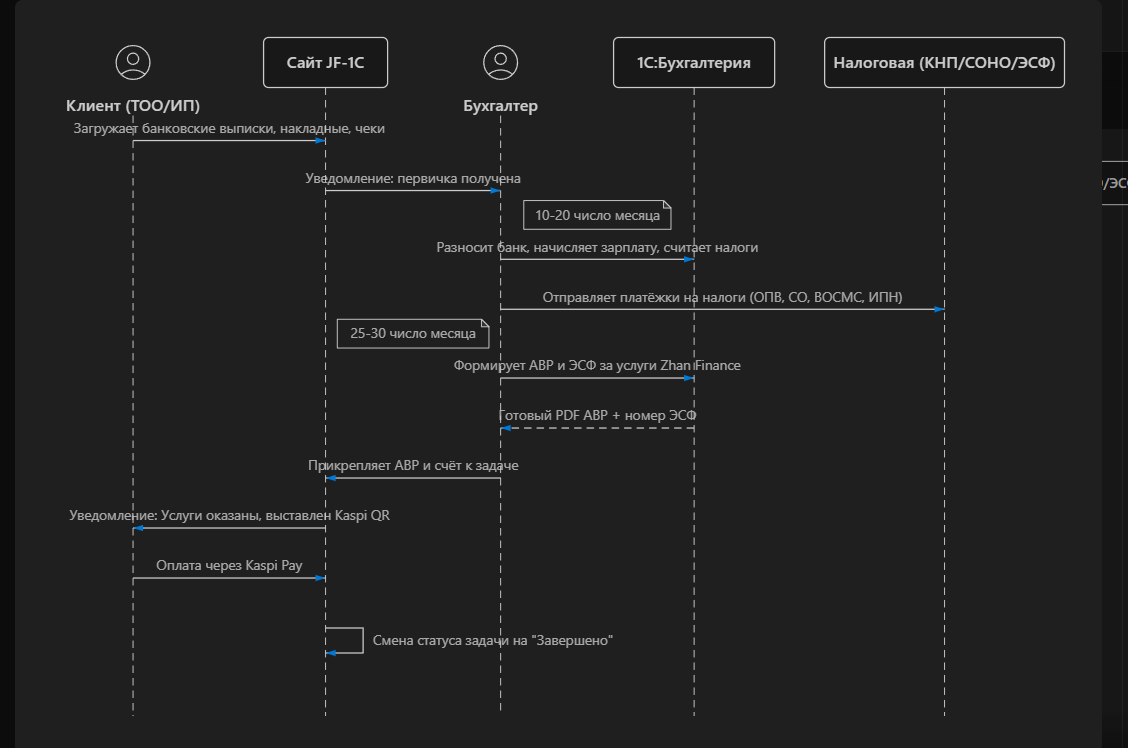 Сайт JF-1C
1С:Бухгалтерия
Налоговая (КНП/СОНО/ЭСФ)
Клиент (ТОО/ИП)
Бухгалтер
Загружает банковские выписки, накладные, чеки
Уведомление: первичка получена
10-20 число месяца
Разносит банк, начисляет зарплату, считает налоги
Отправляет платёжки на налоги (ОПВ, СО, ВОСМС, ИПН)
25-30 число месяца
Формирует АВР и ЭСФ за услуги Zhan Finance
Готовый PDF АВР + номер ЭСФ
Прикрепляет АВР и счёт к задаче
Уведомление: Услуги оказаны, выставлен Kaspi QR
Оплата через Kaspi Pay
Смена статуса задачи на "Завершено"